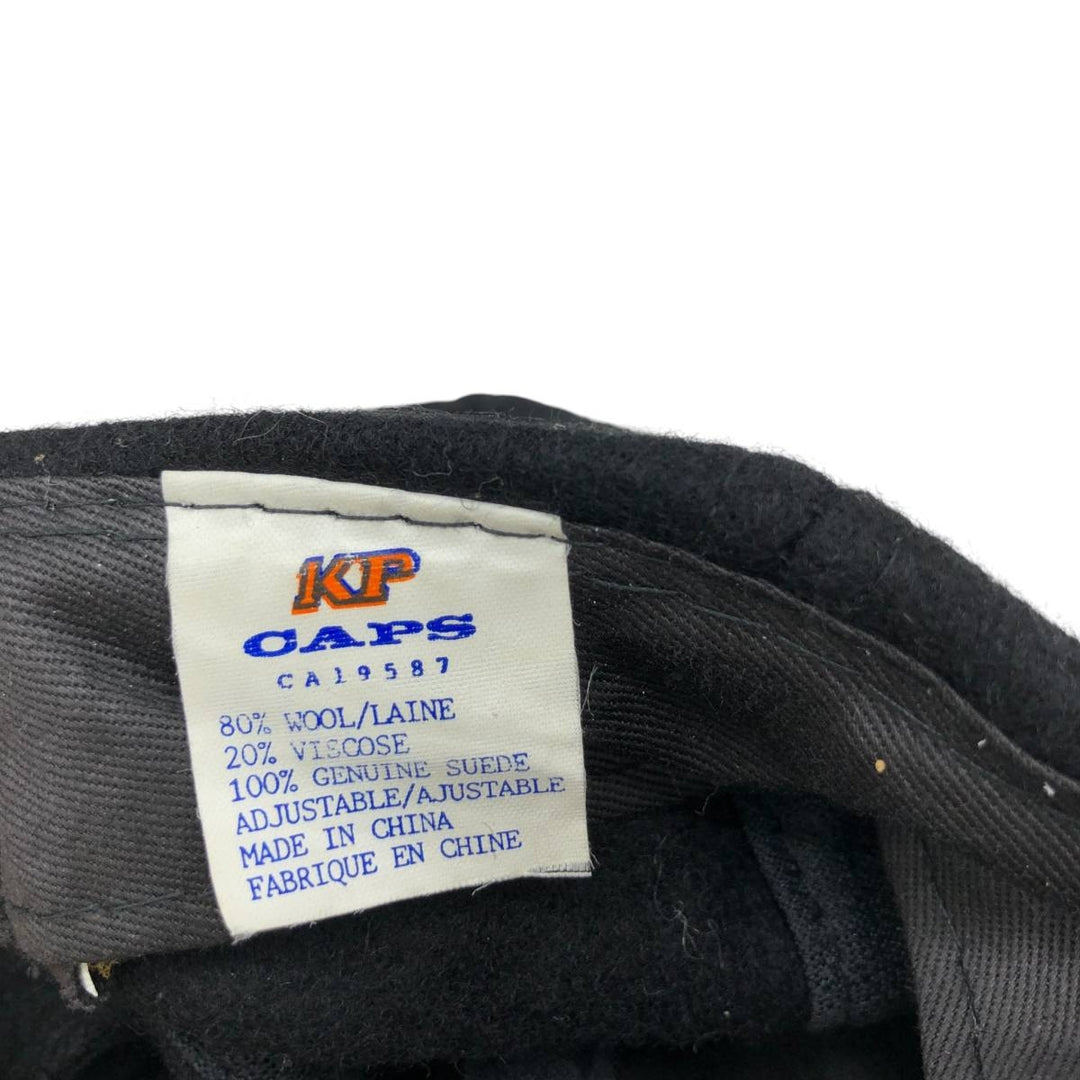 KP
CAPS
CA19587
80% WOOL/LAINE
20% VISCOSE
100% GENUINE SUEDE
ADJUSTABLE/AJUSTABLE
MADE IN CHINA
FABRIQUE EN CHINE